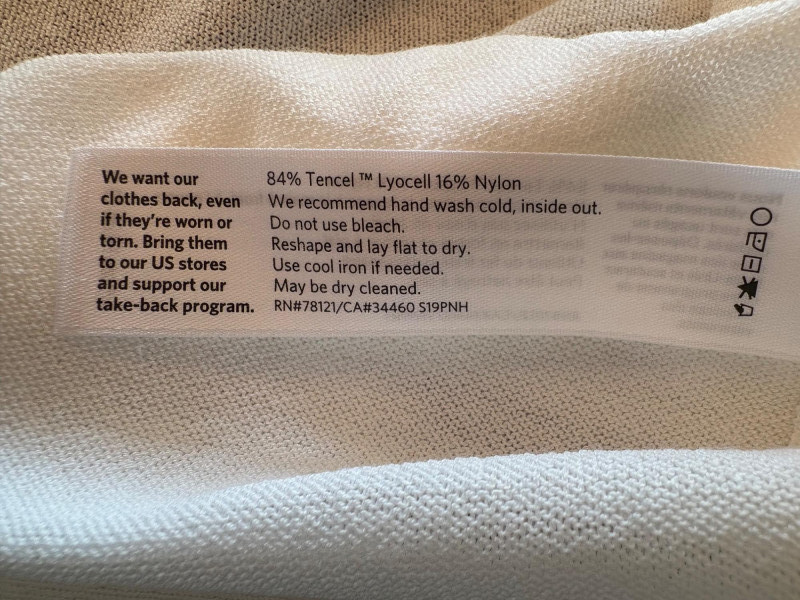 We want our
clothes back, even
if they're worn or
torn. Bring them
to our US stores
and support our
take-back program.
84% Tencel ™ Lyocell 16% Nylon
We recommend hand wash cold, inside out.
Do not use bleach.
Reshape and lay flat to dry.
Use cool iron if needed.
May be dry cleaned.
RN#78121/CA#34460 S19PNH